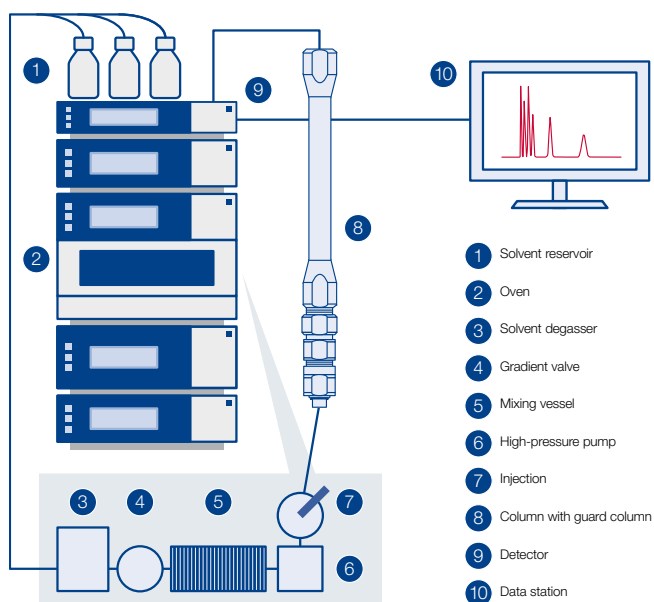 1
10
9
8
2
1 Solvent reservoir
2 Oven
3 Solvent degasser
4 Gradient valve
5 Mixing vessel
6 High-pressure pump
7 Injection
8 Column with guard column
9 Detector
10 Data station
3 4 5 7
6